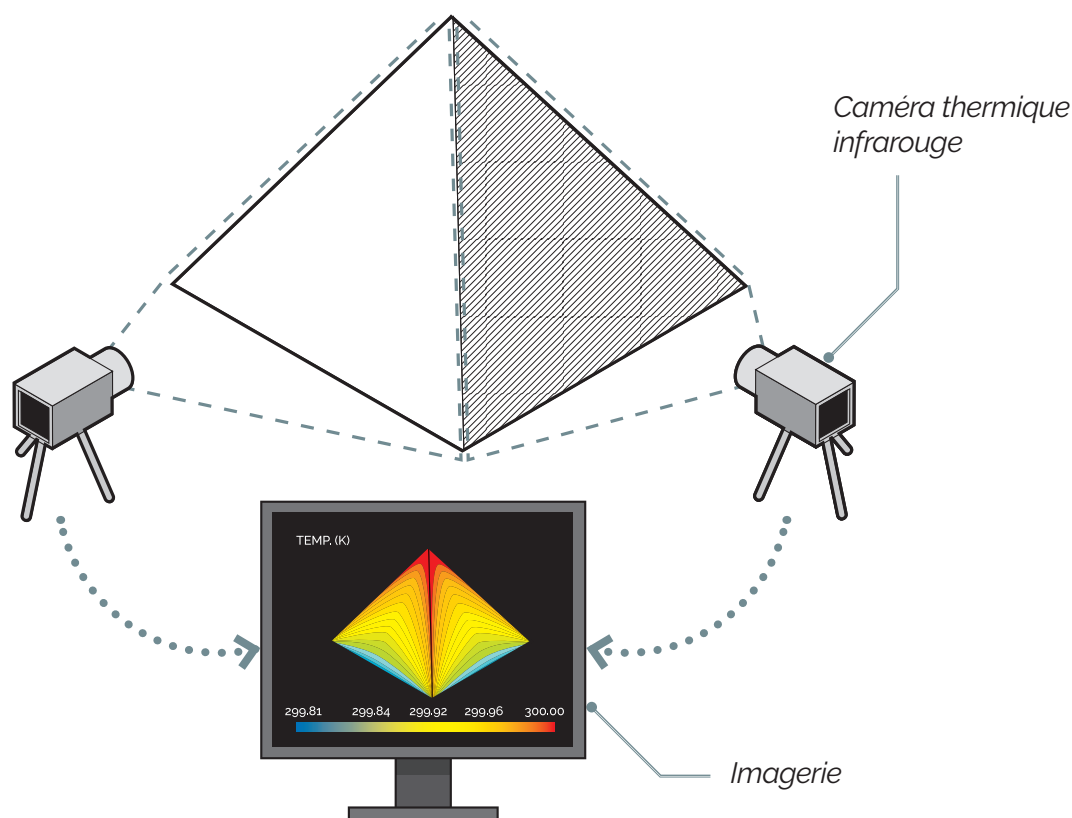 Caméra thermique
infrarouge
TEMP. (K)
299.81 299.84 299.92 299.96 300.00
Imagerie